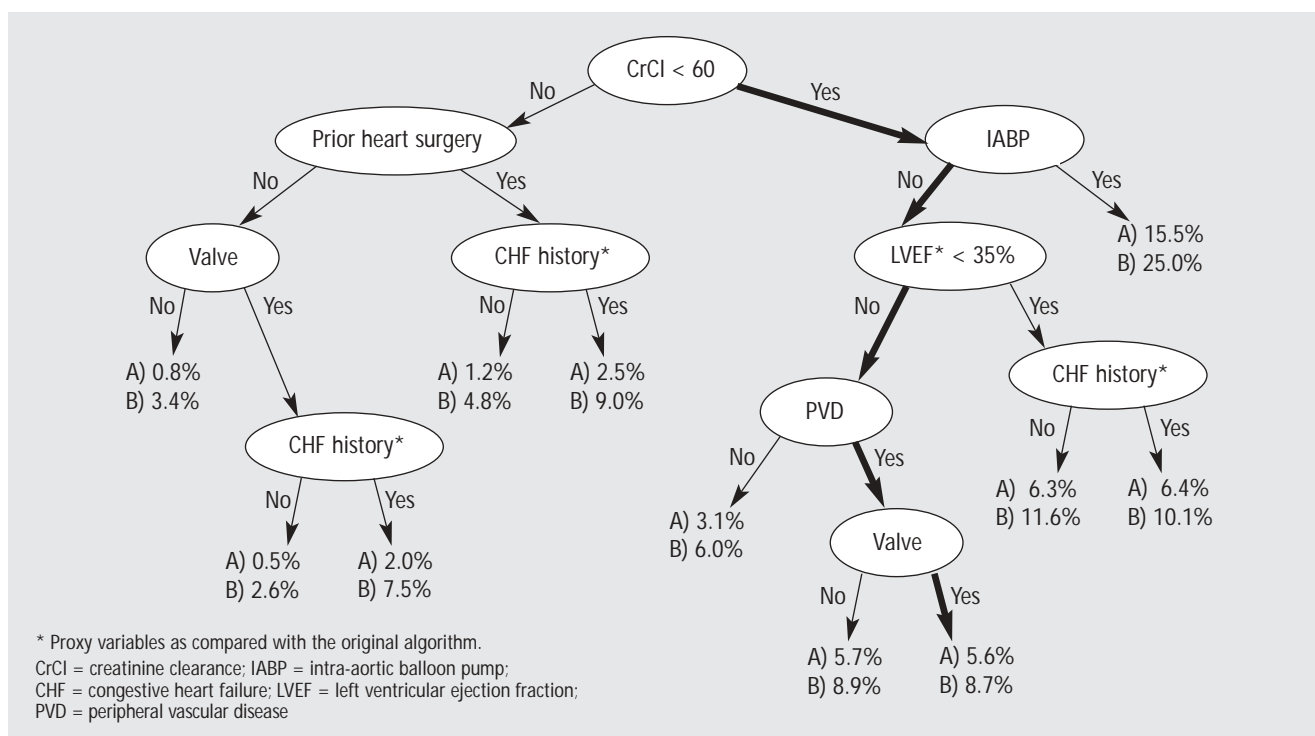 CrCl < 60
No
Yes
Prior heart surgery
IABP
No
Yes
No
Yes
Valve
CHF history*
LVEF* < 35%
A) 15.5%
B) 25.0%
No
Yes
No
Yes
No
Yes
A) 0.8%
B) 3.4%
A) 1.2%
B) 4.8%
A) 2.5%
B) 9.0%
PVD
CHF history*
CHF history*
No
Yes
No
Yes
No
Yes
A) 3.1%
B) 6.0%
Valve
A) 6.3%
B) 11.6%
A) 6.4%
B) 10.1%
A) 0.5%
B) 2.6%
A) 2.0%
B) 7.5%
No
Yes
A) 5.7%
B) 8.9%
A) 5.6%
B) 8.7%
* Proxy variables as compared with the original algorithm.
CrCl = creatinine clearance; IABP = intra-aortic balloon pump;
CHF = congestive heart failure; LVEF = left ventricular ejection fraction;
PVD = peripheral vascular disease